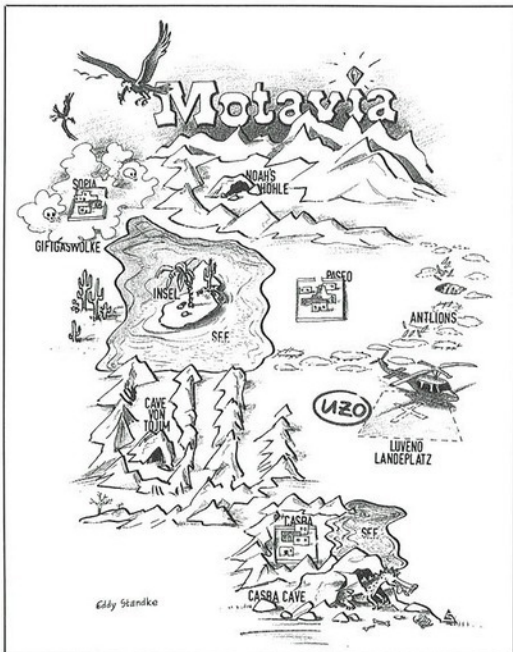 Motavia
NOAH'S
HÖHLE
SOPIA
GIFTGASWOLKE
INSEL
SEE
PASEO
ANTLIONS
CAVE
VON
TOJIM
UZO
LUVENO
LANDEPLATZ
CASBA
SEE
CASBA CAVE
Eddy Standke